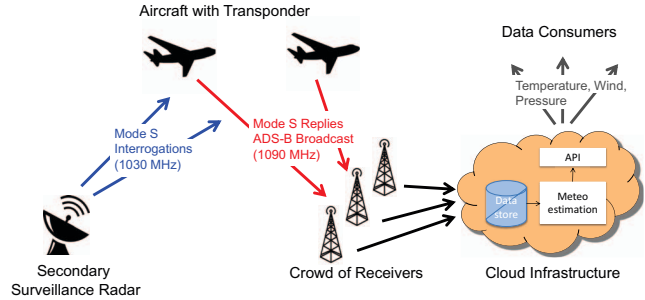 Aircraft with Transponder
Data Consumers
Temperature, Wind,
Pressure
Mode S
Interrogations
(1030 MHz)
Mode S Replies
ADS-B Broadcast
(1090 MHz)
API
Data
store
Meteo
estimation
Secondary
Surveillance Radar
Crowd of Receivers
Cloud Infrastructure